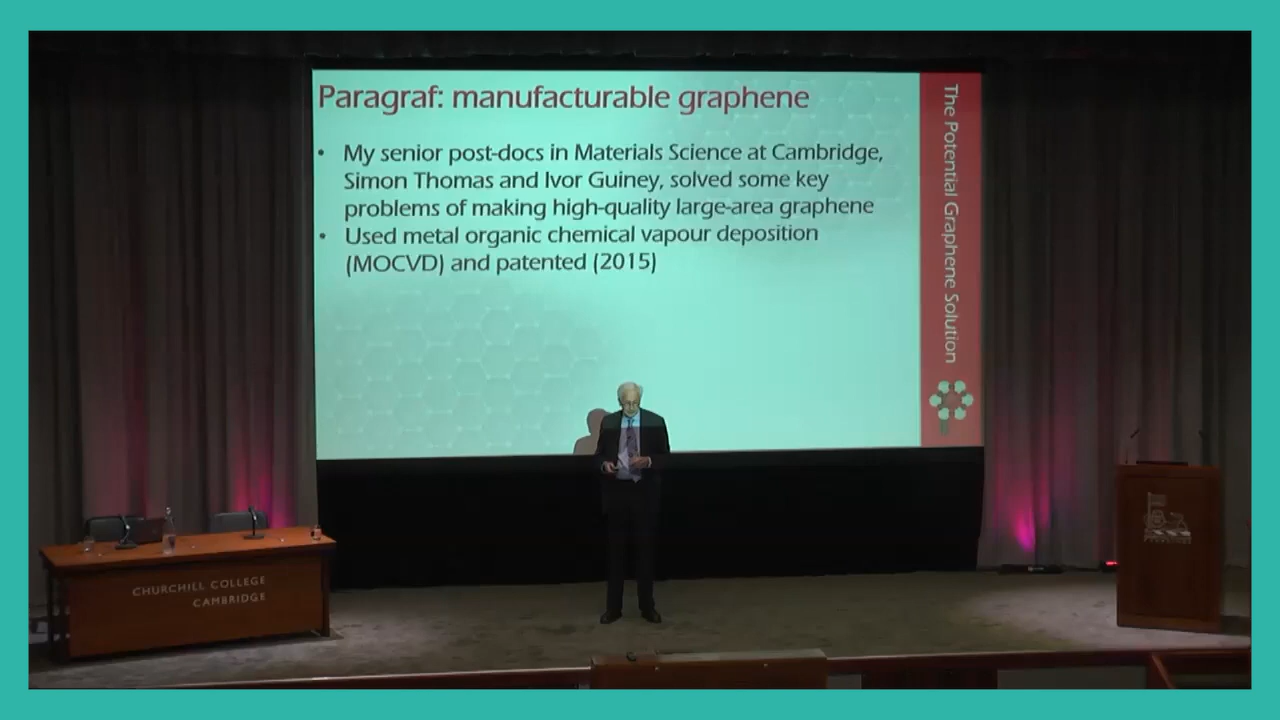 Paragraf: manufacturable graphene
• My senior post-docs in Materials Science at Cambridge,
Simon Thomas and Ivor Guiney, solved some key
problems of making high-quality large-area graphene
• Used metal organic chemical vapour deposition
(MOCVD) and patented (2015)
The Potential Graphene Solution
CHURCHILL COLLEGE
CAMBRIDGE